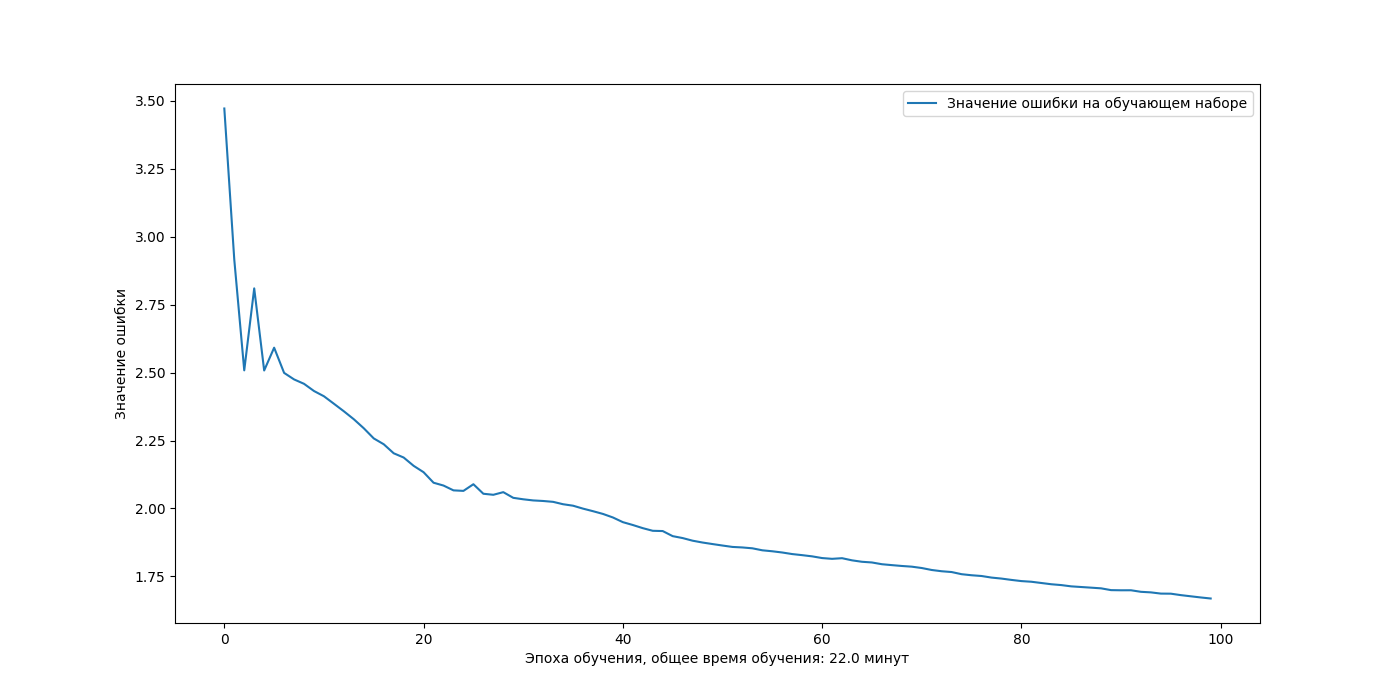 Значение ошибки на обучающем наборе
3.50
3.25
3.00
2.75
2.50
2.25
2.00
1.75
Значение ошибки
0 20 40 60 80 100
Эпоха обучения, общее время обучения: 22.0 минут